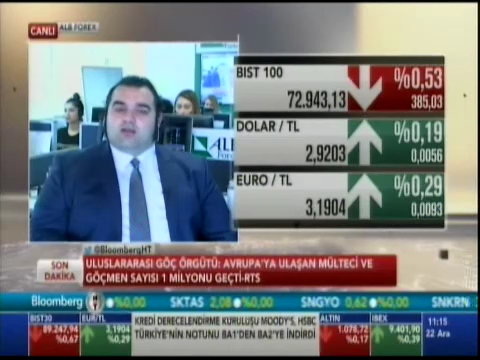 CANLI
ALB FOREX
BIST 100
%0,53
72.943,13
385,03
DOLAR / TL
%0,19
2,9203
0,0056
EURO / TL
%0,29
3,1904
0,0093
@BloombergHT
SON DAKİKA
ULUSLARARASI GÖÇ ÖRGÜTÜ: AVRUPA'YA ULAŞAN MÜLTECİ VE
GÖÇMEN SAYISI 1 MİLYONU GEÇTİ-RTS
Bloomberg
%0,00 SKTAS 2,08 %0,00 SNGYO 0,62 %0,00 SNKRN
BIST30
89.247,94
%0,67
EUR/TL
3,1904
%0,29
KREDİ DERECELENDİRME KURULUŞU MOODY'S, HSBC
TÜRKİYE'NİN NOTUNU BA1'DEN BA2'YE İNDİRDİ
ALTIN
1.078,72
%0,17
IBEX
9.401,90
%0,39
11:15
22 Ara